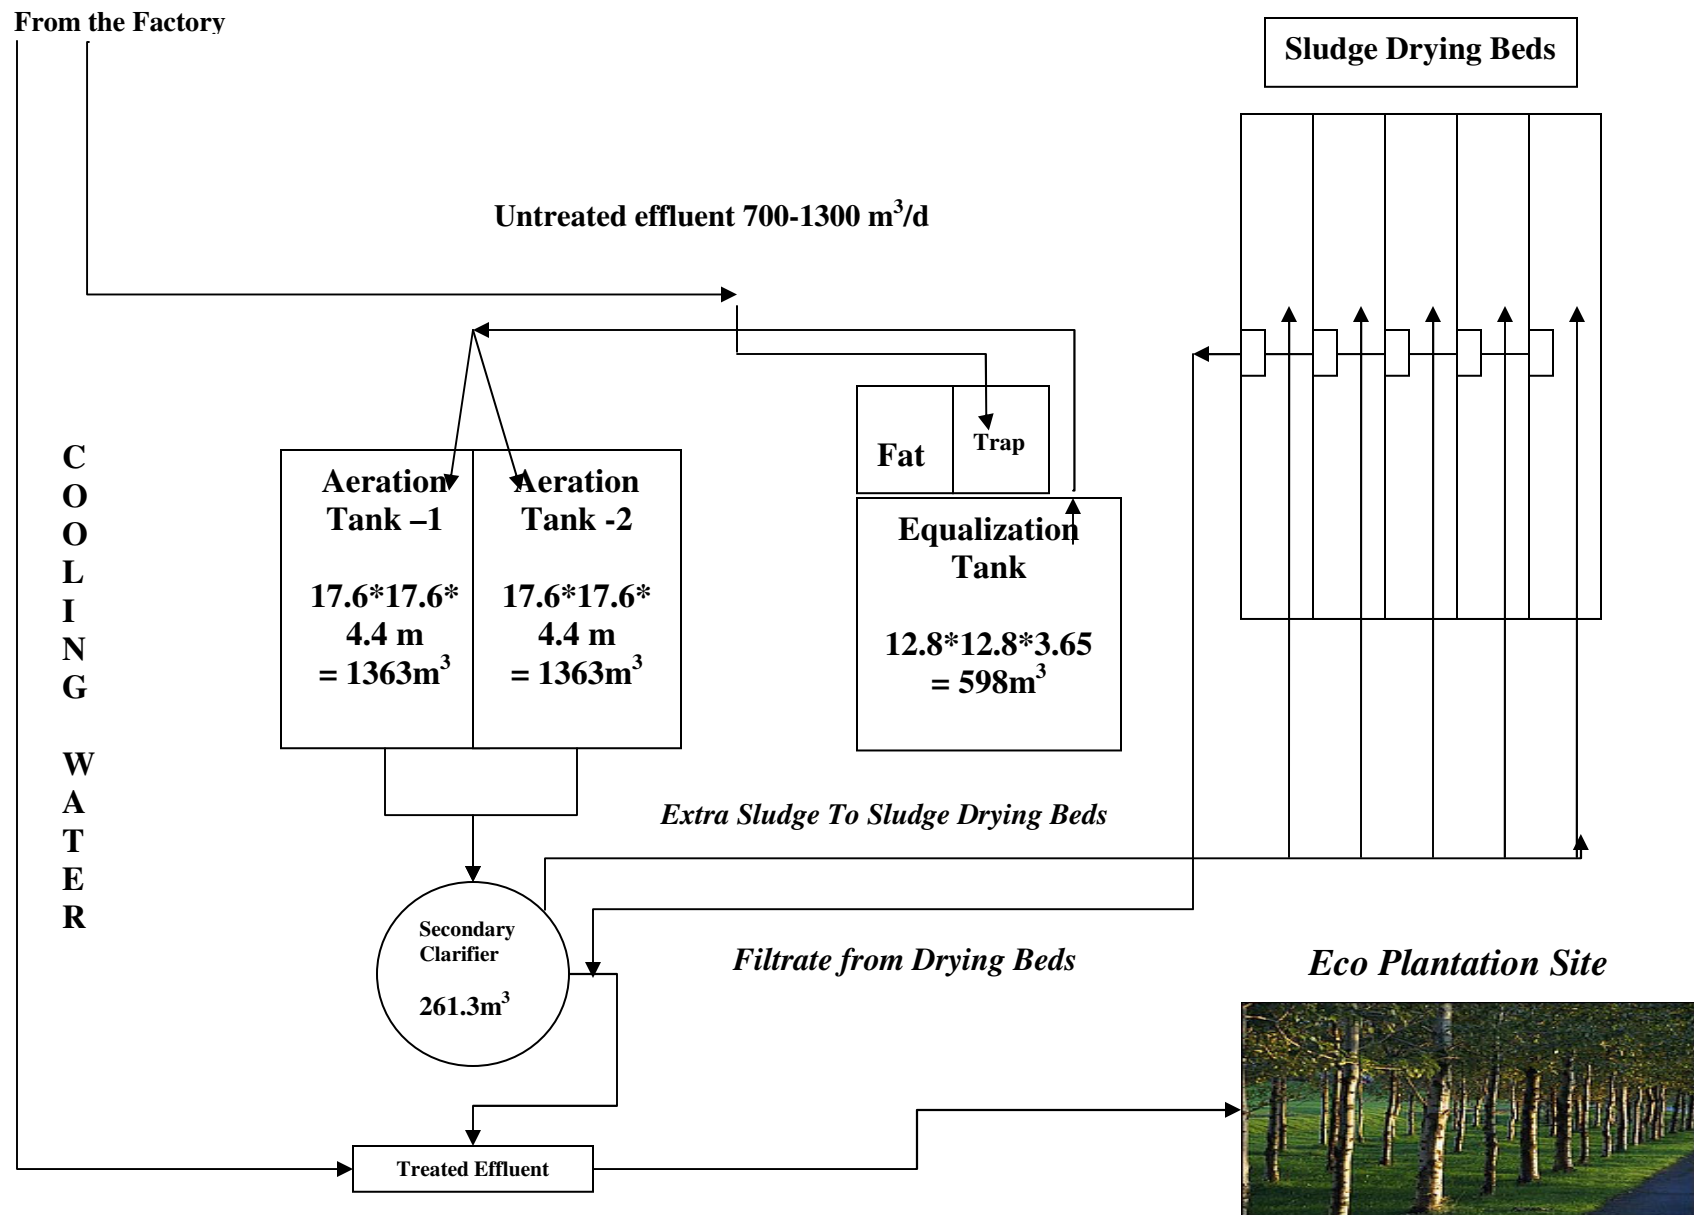 From the Factory
Sludge Drying Beds
Untreated effluent 700-1300 m³/d
Fat
Trap
Aeration
Tank –1
17.6*17.6*
4.4 m
= 1363m³
Aeration
Tank -2
17.6*17.6*
4.4 m
= 1363m³
Equalization
Tank
12.8*12.8*3.65
= 598m³
C
O
O
L
I
N
G
W
A
T
E
R
Extra Sludge To Sludge Drying Beds
Secondary
Clarifier
261.3m³
Filtrate from Drying Beds
Eco Plantation Site
Treated Effluent